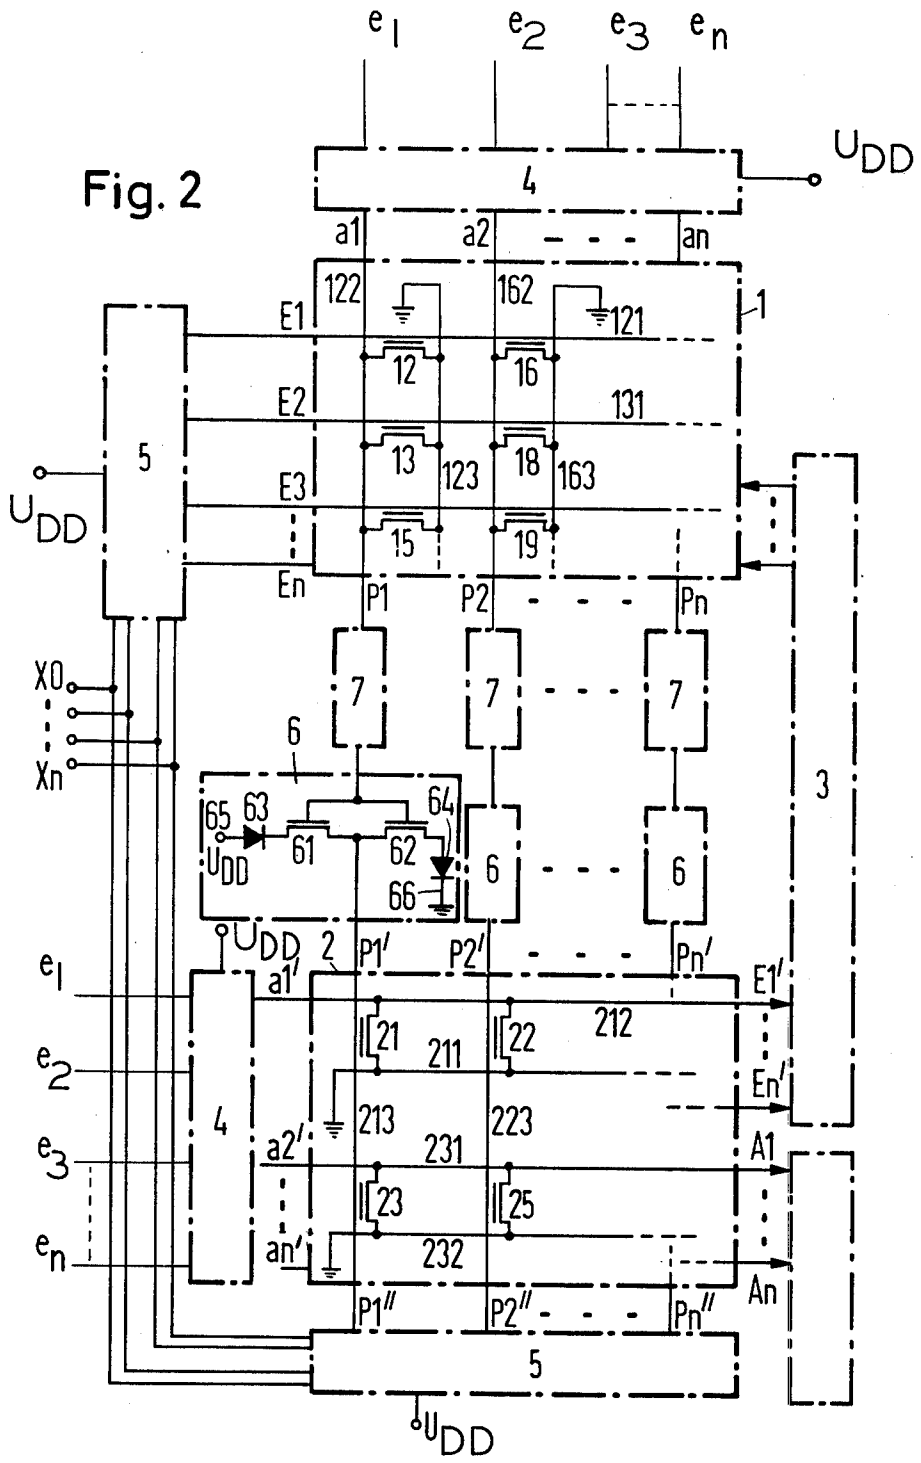 e1 e2 e3 en
UDD
4
Fig. 2
a1 a2 an
122 162 1
E1 121
12 16
E2 131
5
13 18
123 163
UDD
E3
15 19
En
P1 P2 Pn
X0
7 7 7
Xn
6
3
65 63 64
UDD 61 62
66
6 6
UDD
P1' P2' Pn'
e1 a1' 2 E1'
212
21 22
211
e2 En'
4
213 223
e3 a2' 231 A1
23 25
en an' 232 An
P1'' P2'' Pn''
5
UDD